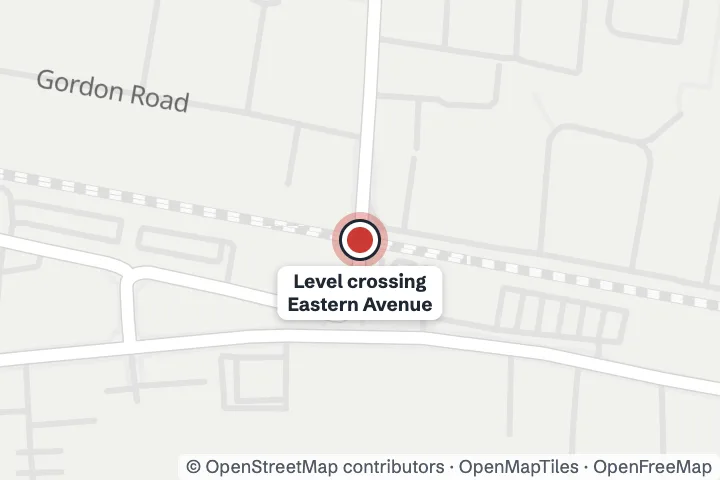 Gordon Road
Level crossing
Eastern Avenue
© OpenStreetMap contributors · OpenMapTiles · OpenFreeMap